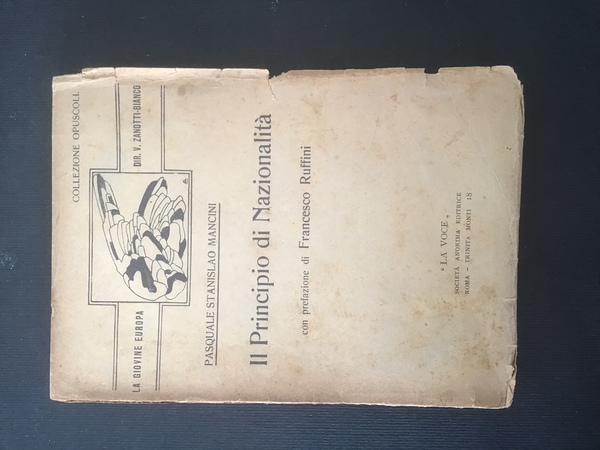 COLLEZIONE OPUSCOLI.
LA GIOVINE EUROPA
DIR. V. ZANOTTI-BIANCO
PASQUALE STANISLAO MANCINI
Il Principio di Nazionalità
con prefazione di Francesco Ruffini
" LA VOCE „
SOCIETÀ ANONIMA EDITRICE
ROMA - TRINITA MONTI 18